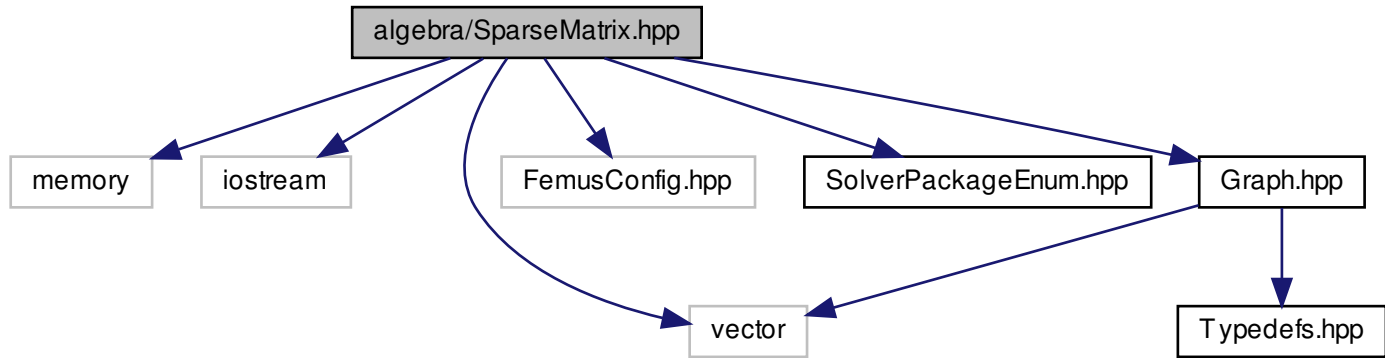 algebra/SparseMatrix.hpp
memory
iostream
FemusConfig.hpp
SolverPackageEnum.hpp
Graph.hpp
vector
Typedefs.hpp